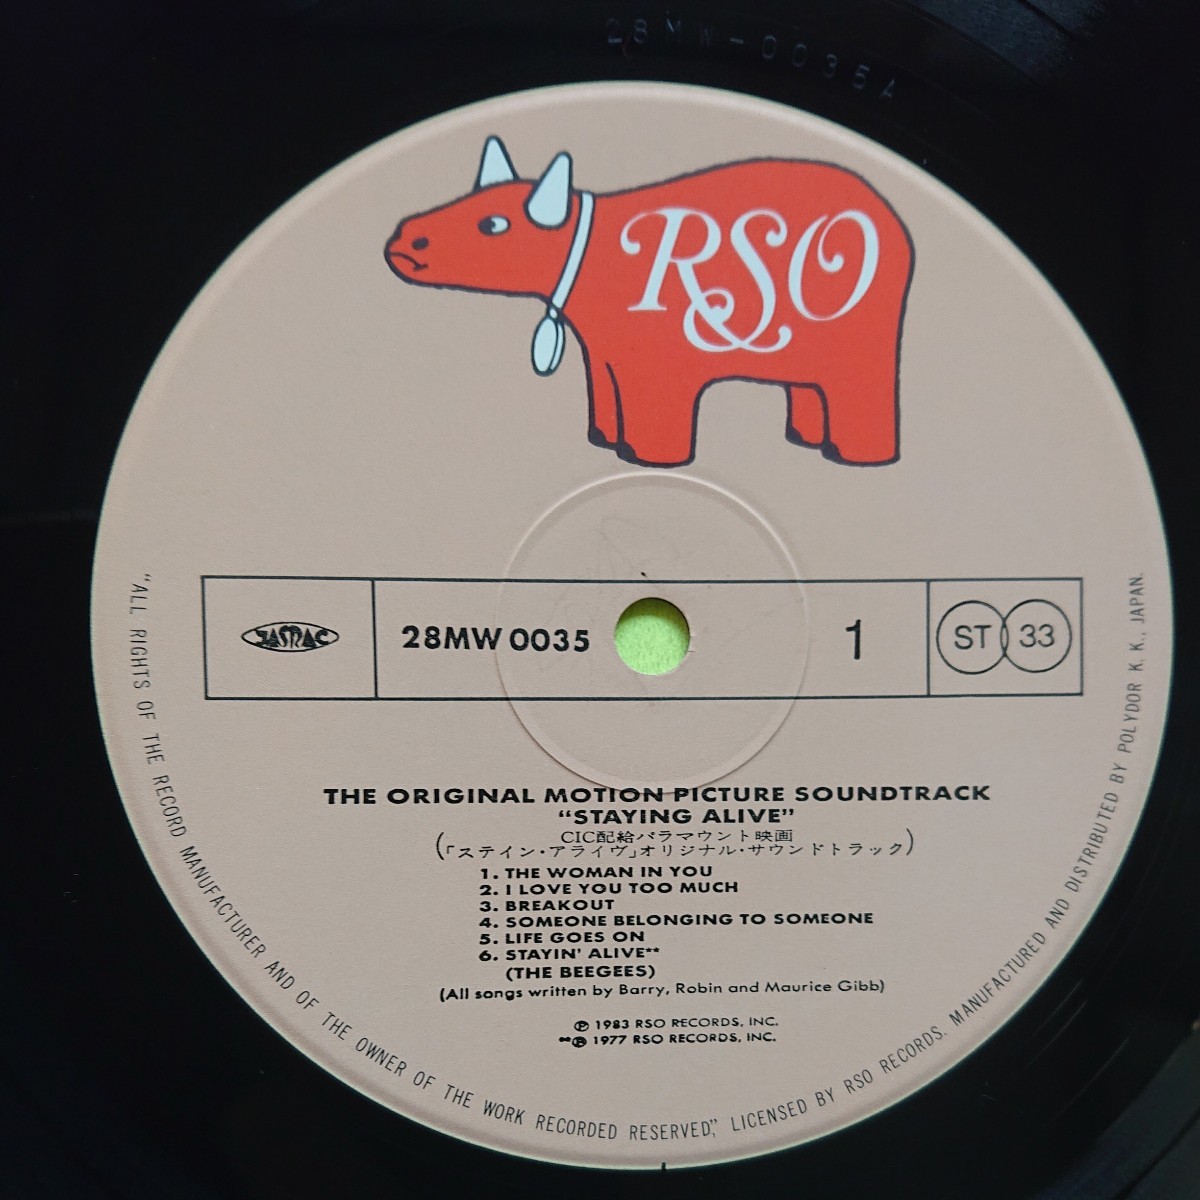 28MW-0035A
RSO
JASRAC
28MW 0035
1
ST 33
THE ORIGINAL MOTION PICTURE SOUNDTRACK
“STAYING ALIVE”
CIC配給パラマウント映画
(「ステイン・アライヴ」オリジナル・サウンドトラック)
1. THE WOMAN IN YOU
2. I LOVE YOU TOO MUCH
3. BREAKOUT
4. SOMEONE BELONGING TO SOMEONE
5. LIFE GOES ON
6. STAYIN' ALIVE**
(THE BEEGEES)
(All songs written by Barry, Robin and Maurice Gibb)
℗ 1983 RSO RECORDS, INC.
**℗ 1977 RSO RECORDS, INC.
“ALL RIGHTS OF THE RECORD MANUFACTURER AND OF THE OWNER OF THE WORK RECORDED RESERVED,” LICENSED BY RSO RECORDS. MANUFACTURED AND DISTRIBUTED BY POLYDOR K. K., JAPAN.